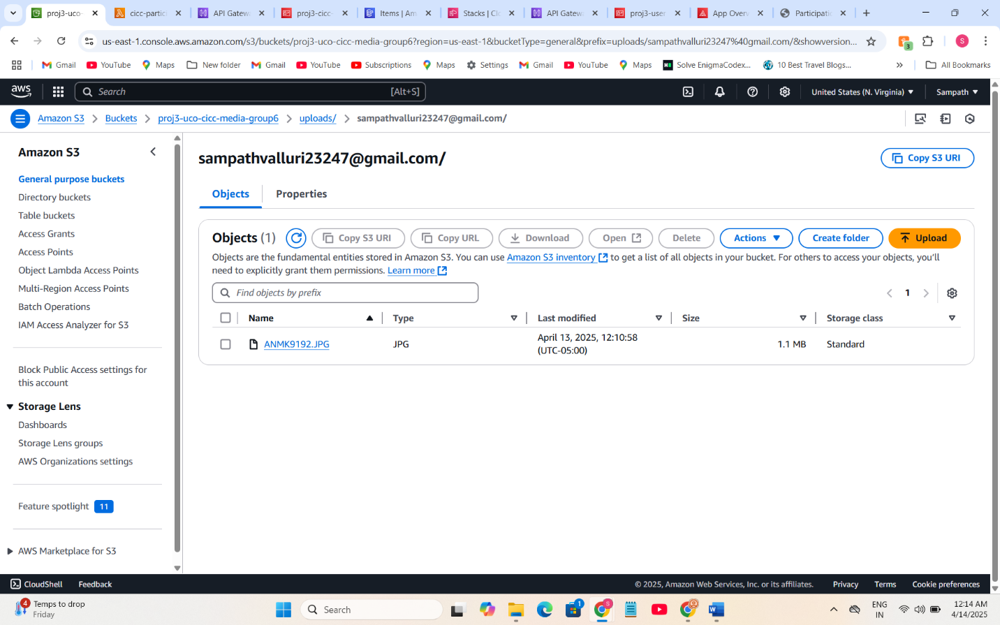 proj3-uco-
cicc-parti
API Gatew
proj3-cicc-
Items | Am
Stacks | Cl
API Gatew
proj3-user
App Over
Participati
us-east-1.console.aws.amazon.com/s3/buckets/proj3-uco-cicc-media-group6?region=us-east-1&bucketType=general&prefix=uploads/sampathvalluri23247%40gmail.com/&showversion...
3
S
Gmail
YouTube
Maps
New folder
Gmail
YouTube
Subscriptions
Maps
Settings
Gmail
YouTube
Maps
Solve EnigmaCodex...
10 Best Travel Blogs...
All Bookmarks
aws
Search
[Alt+S]
United States (N. Virginia)
Sampath
Amazon S3
Buckets
proj3-uco-cicc-media-group6
uploads/
sampathvalluri23247@gmail.com/
Amazon S3
General purpose buckets
Directory buckets
Table buckets
Access Grants
Access Points
Object Lambda Access Points
Multi-Region Access Points
Batch Operations
IAM Access Analyzer for S3
Block Public Access settings for
this account
Storage Lens
Dashboards
Storage Lens groups
AWS Organizations settings
Feature spotlight 11
AWS Marketplace for S3
sampathvalluri23247@gmail.com/
Copy S3 URI
Objects
Properties
Objects (1)
Copy S3 URI
Copy URL
Download
Open
Delete
Actions
Create folder
Upload
Objects are the fundamental entities stored in Amazon S3. You can use Amazon S3 inventory to get a list of all objects in your bucket. For others to access your objects, you'll
need to explicitly grant them permissions. Learn more
Find objects by prefix
1
Name
Type
Last modified
Size
Storage class
ANMK9192.JPG
JPG
April 13, 2025, 12:10:58
(UTC-05:00)
1.1 MB
Standard
CloudShell
Feedback
© 2025, Amazon Web Services, Inc. or its affiliates.
Privacy
Terms
Cookie preferences
4
Temps to drop
Friday
Search
1
S
ENG
IN
12:14 AM
4/14/2025